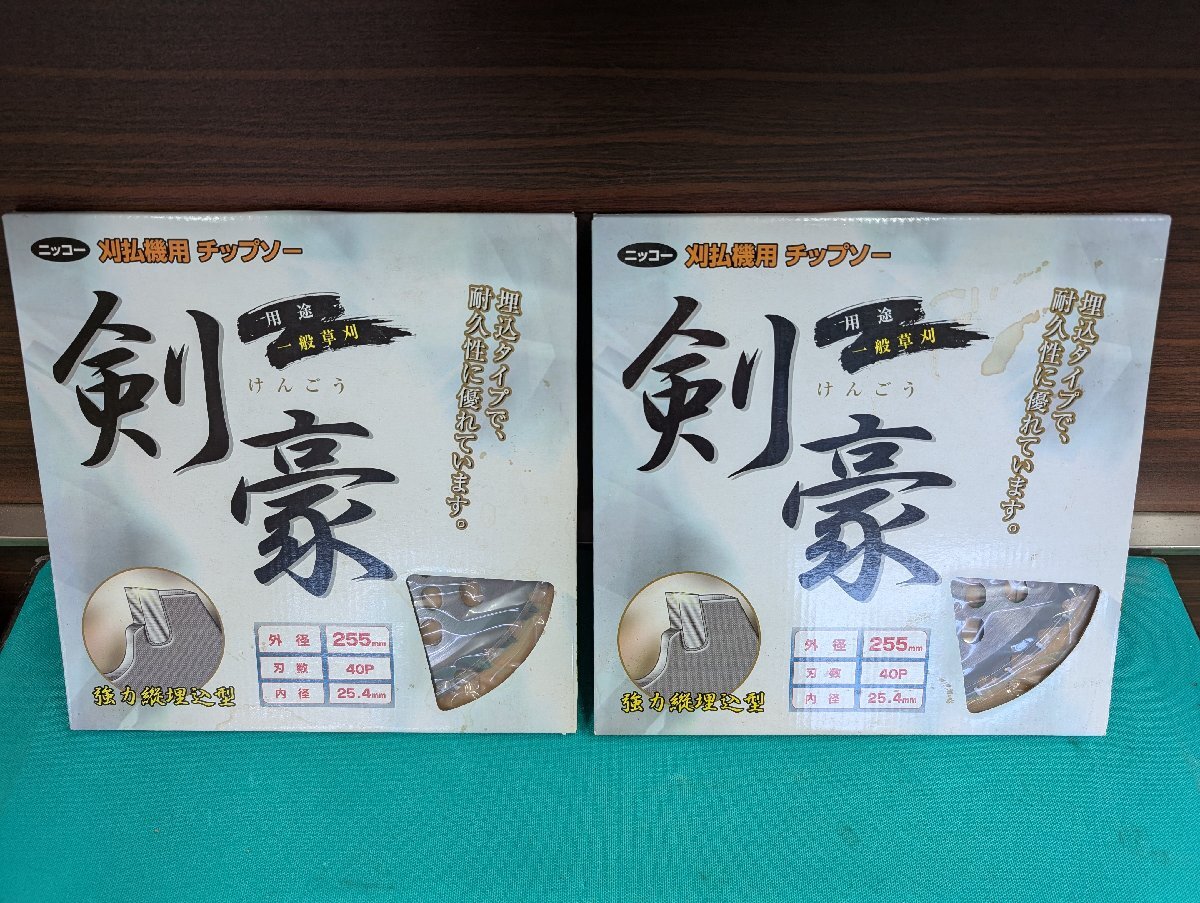 ニッコー 刈払機用 チップソー
用途
一般草刈
剣豪
けんごう
埋込タイプで、
耐久性に優れています。
強力縦埋込型
外径 255mm
刃数 40P
内径 25.4mm
ニッコー 刈払機用 チップソー
用途
一般草刈
剣豪
けんごう
埋込タイプで、
耐久性に優れています。
強力縦埋込型
外径 255mm
刃数 40P
内径 25.4mm